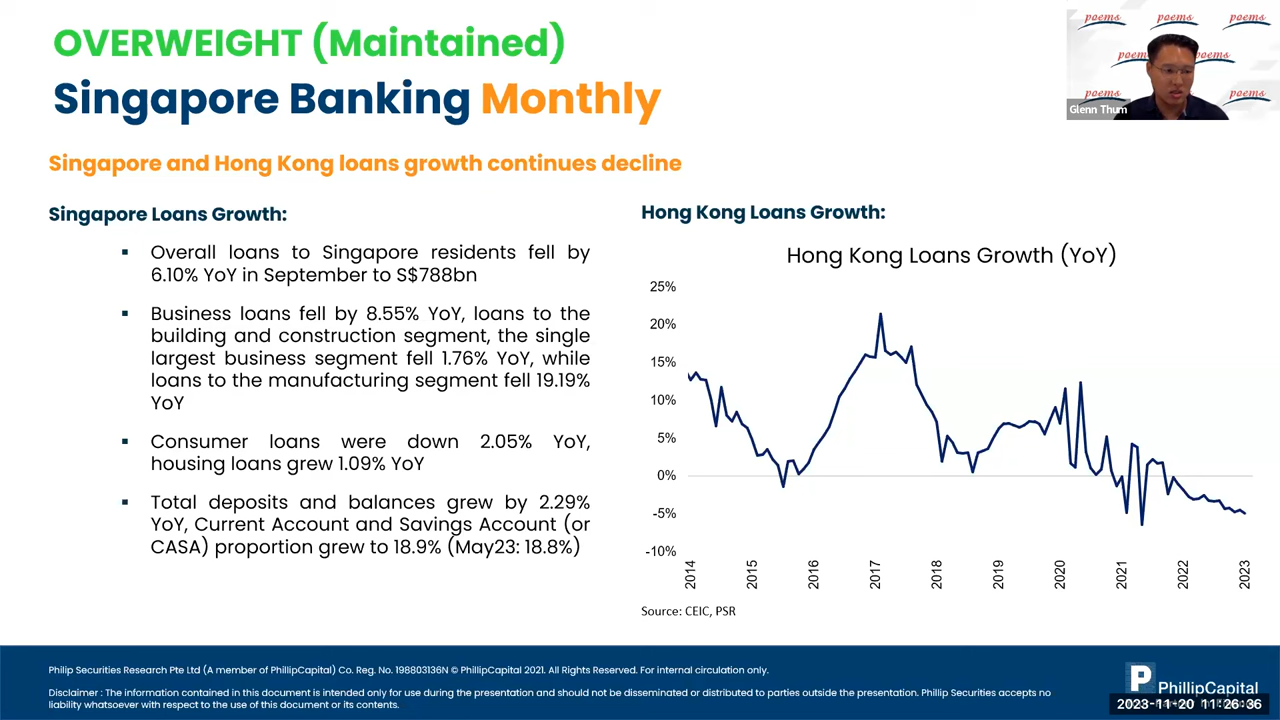 OVERWEIGHT (Maintained)
Singapore Banking Monthly
poems poems poems
poems poems
poems poems
Glenn Thum
Singapore and Hong Kong loans growth continues decline
Singapore Loans Growth:
▪ Overall loans to Singapore residents fell by
6.10% YoY in September to S$788bn
▪ Business loans fell by 8.55% YoY, loans to the
building and construction segment, the single
largest business segment fell 1.76% YoY, while
loans to the manufacturing segment fell 19.19%
YoY
▪ Consumer loans were down 2.05% YoY,
housing loans grew 1.09% YoY
▪ Total deposits and balances grew by 2.29%
YoY, Current Account and Savings Account (or
CASA) proportion grew to 18.9% (May23: 18.8%)
Hong Kong Loans Growth:
Hong Kong Loans Growth (YoY)
25%
20%
15%
10%
5%
0%
-5%
-10%
2014 2015 2016 2017 2018 2019 2020 2021 2022 2023
Source: CEIC, PSR
Philip Securities Research Pte Ltd (A member of PhillipCapital) Co. Reg. No. 198803136N © PhillipCapital 2021. All Rights Reserved. For internal circulation only.
Disclaimer : The information contained in this document is intended only for use during the presentation and should not be disseminated or distributed to parties outside the presentation. Phillip Securities accepts no
liability whatsoever with respect to the use of this document or its contents.
PhillipCapital
2023-11-20 11:26:36